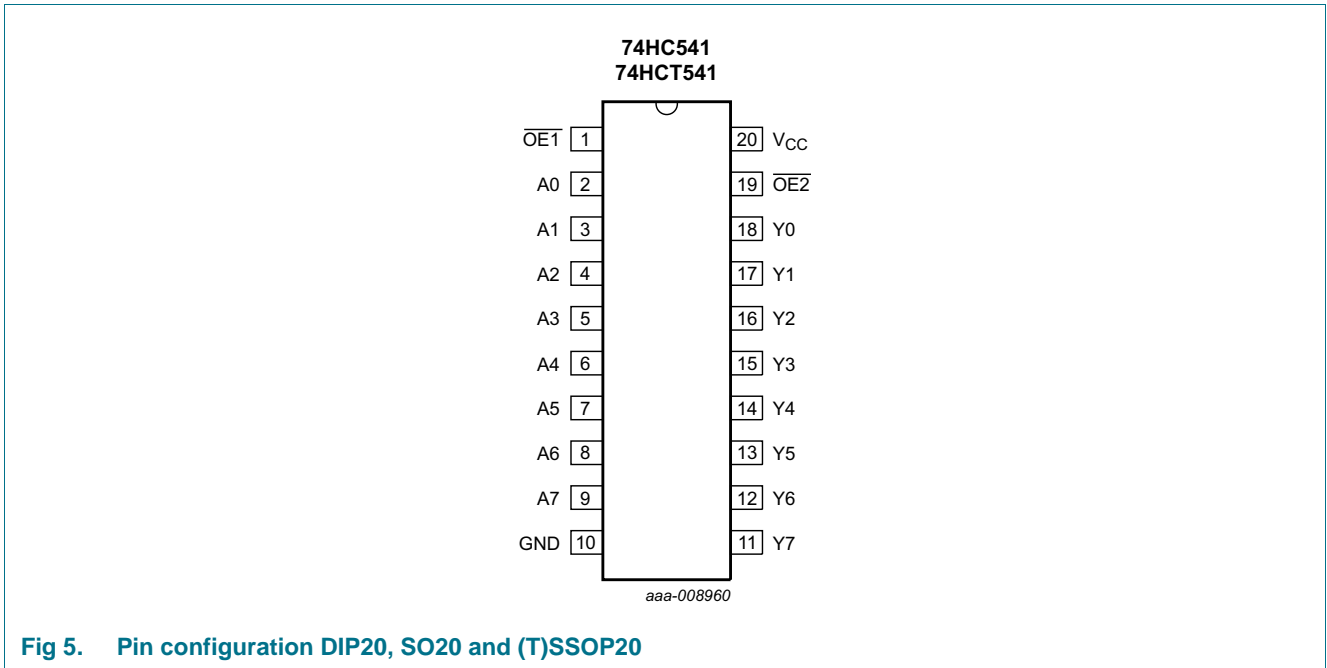 74HC541
74HCT541
OE1 1
20 VCC
A0 2
19 OE2
A1 3
18 Y0
A2 4
17 Y1
A3 5
16 Y2
A4 6
15 Y3
A5 7
14 Y4
A6 8
13 Y5
A7 9
12 Y6
GND 10
11 Y7
aaa-008960
Fig 5. Pin configuration DIP20, SO20 and (T)SSOP20